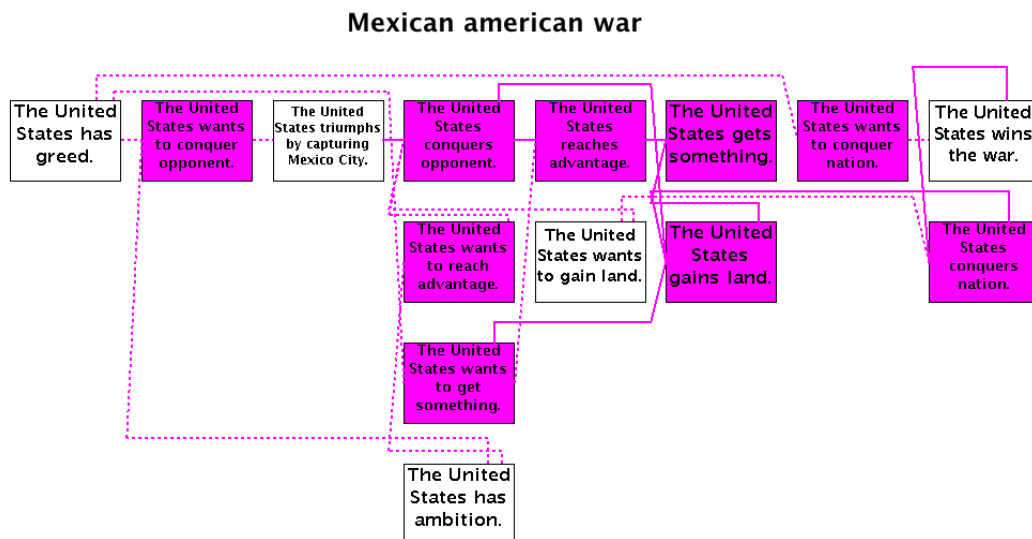 Mexican american war
The United
States has
greed.
The United
States wants
to conquer
opponent.
The United
States triumphs
by capturing
Mexico City.
The United
States
conquers
opponent.
The United
States
reaches
advantage.
The United
States gets
something.
The United
States wants
to conquer
nation.
The United
States wins
the war.
The United
States wants
to reach
advantage.
The United
States wants
to gain land.
The United
States
gains land.
The United
States
conquers
nation.
The United
States wants
to get
something.
The United
States has
ambition.